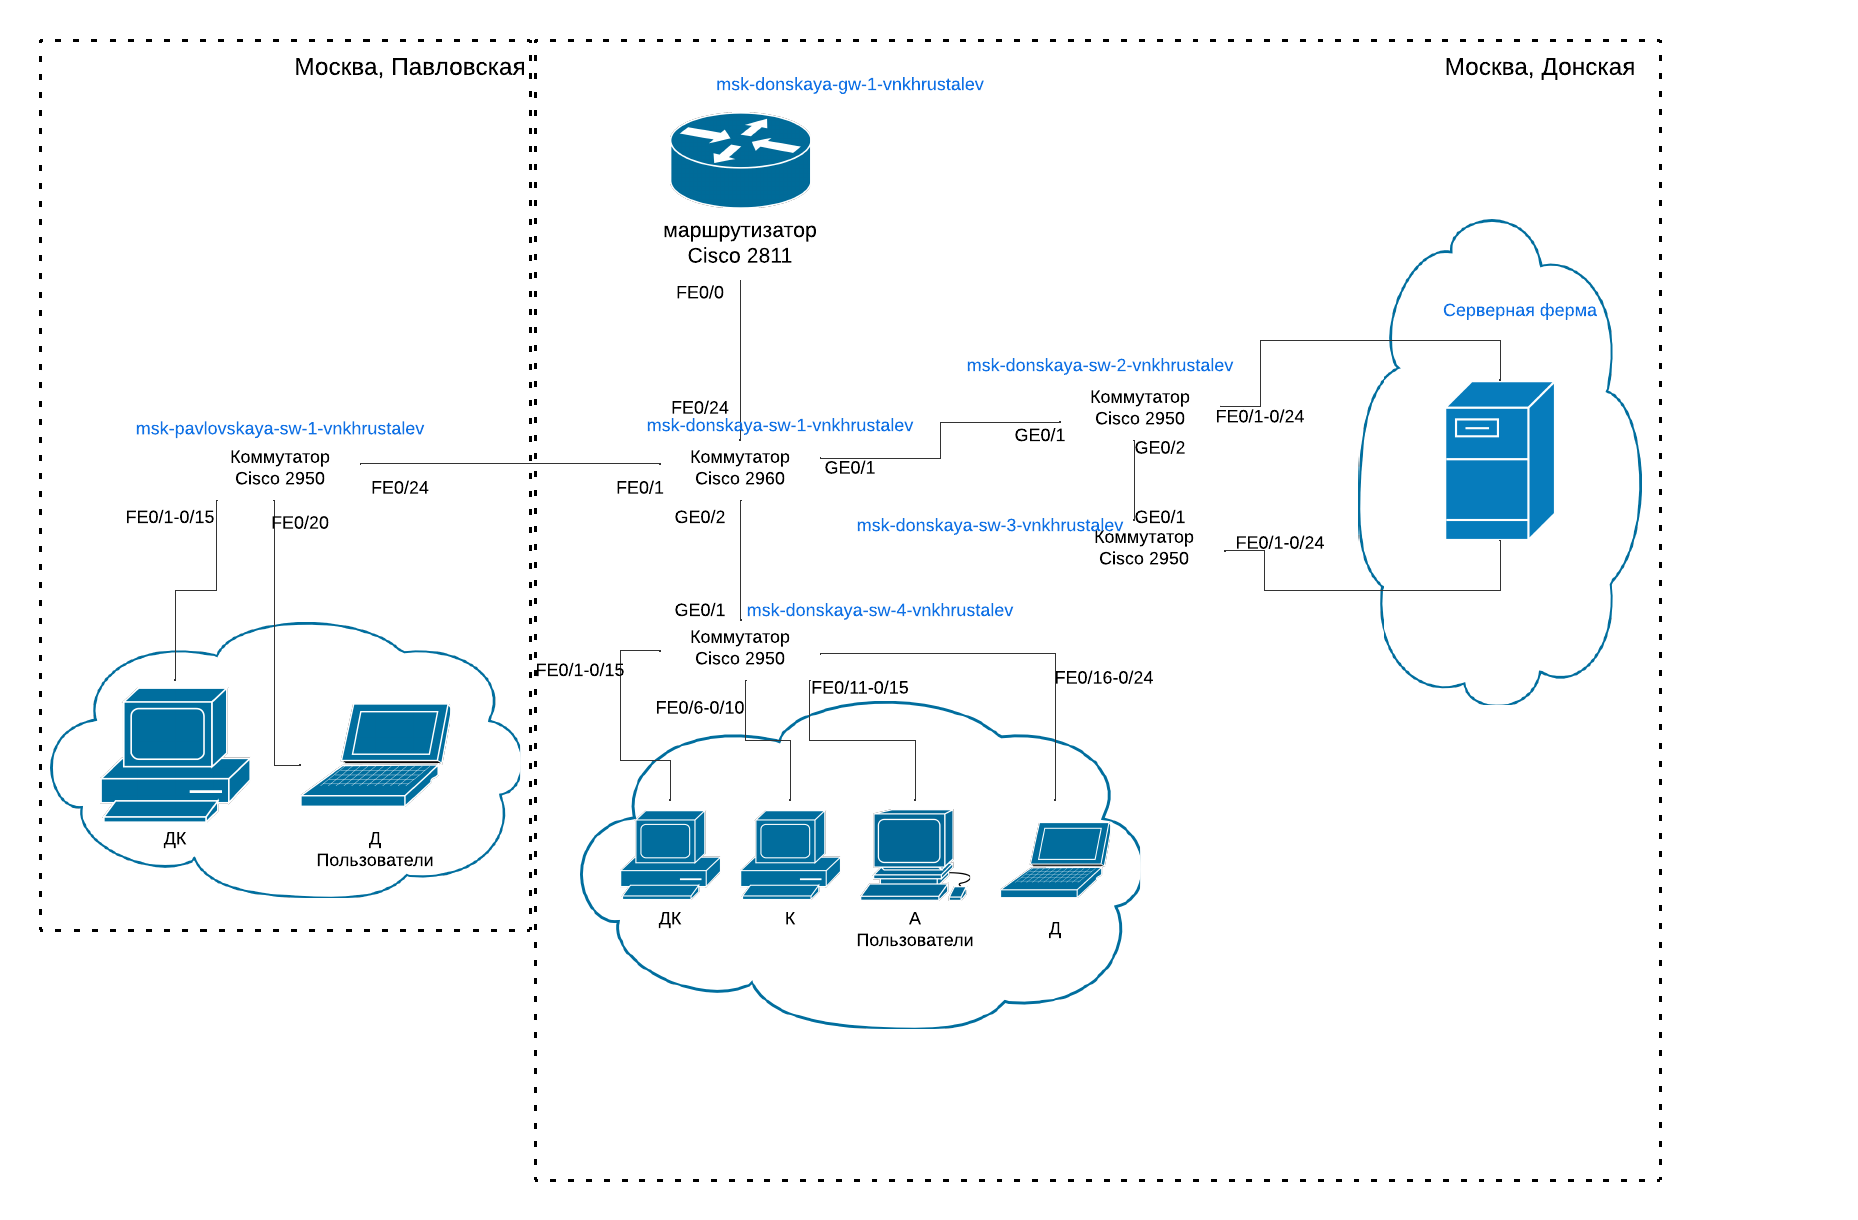 Москва, Павловская
Москва, Донская
msk-donskaya-gw-1-vnkhrustalev
маршрутизатор
Cisco 2811
FE0/0
FE0/24
msk-donskaya-sw-1-vnkhrustalev
Коммутатор
Cisco 2960
FE0/1
GE0/1
GE0/2
msk-pavlovskaya-sw-1-vnkhrustalev
Коммутатор
Cisco 2950
FE0/24
FE0/1-0/15
FE0/20
ДК
Д
Пользователи
msk-donskaya-sw-2-vnkhrustalev
Коммутатор
Cisco 2950
GE0/1
FE0/1-0/24
GE0/2
GE0/1
msk-donskaya-sw-3-vnkhrustalev
Коммутатор
Cisco 2950
FE0/1-0/24
Серверная ферма
GE0/1
msk-donskaya-sw-4-vnkhrustalev
Коммутатор
Cisco 2950
FE0/1-0/15
FE0/6-0/10
FE0/11-0/15
FE0/16-0/24
ДК
К
А
Пользователи
Д